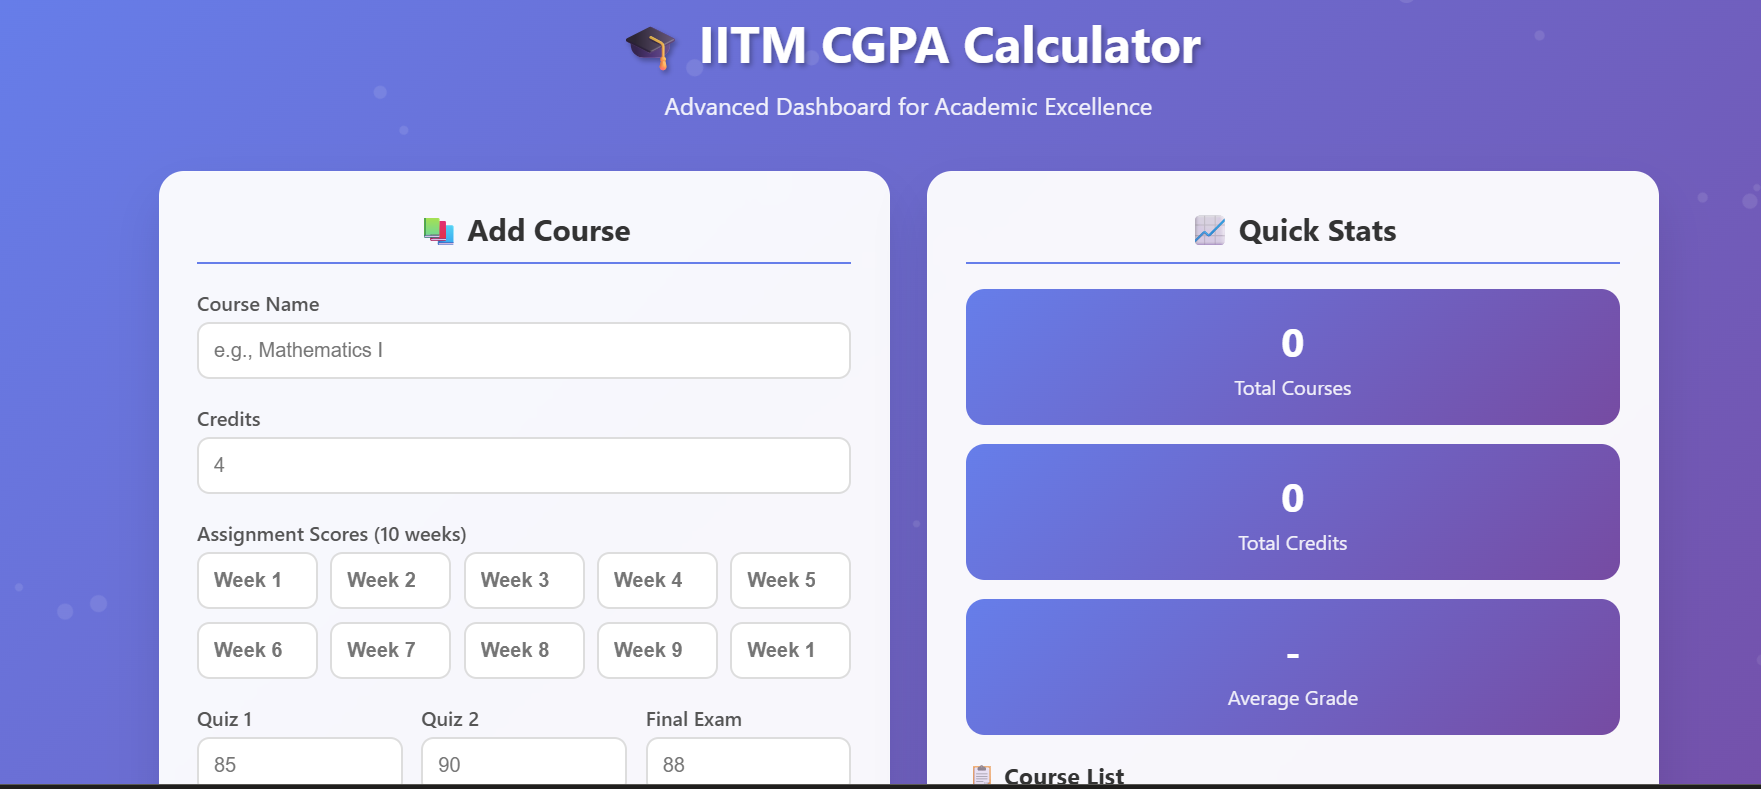 IITM CGPA Calculator
Advanced Dashboard for Academic Excellence
Add Course
Course Name
e.g., Mathematics I
Credits
4
Assignment Scores (10 weeks)
Week 1 Week 2 Week 3 Week 4 Week 5
Week 6 Week 7 Week 8 Week 9 Week 1
Quiz 1 Quiz 2 Final Exam
85 90 88
Quick Stats
0
Total Courses
0
Total Credits
-
Average Grade
Course List